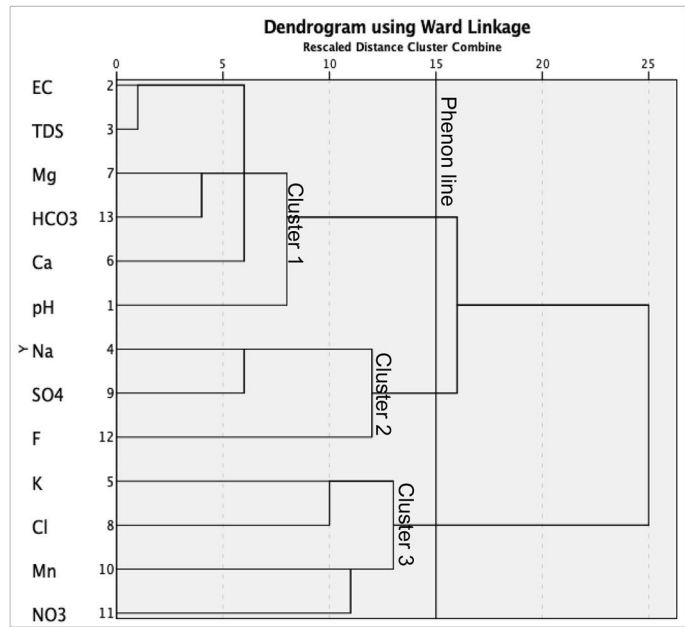 Dendrogram using Ward Linkage
Rescaled Distance Cluster Combine
0 5 10 15 20 25
EC 2
TDS 3
Mg 7
HCO3 13
Ca 6
pH 1
Y
Na 4
SO4 9
F 12
K 5
Cl 8
Mn 10
NO3 11
Cluster 1
Cluster 2
Cluster 3
Phenon line